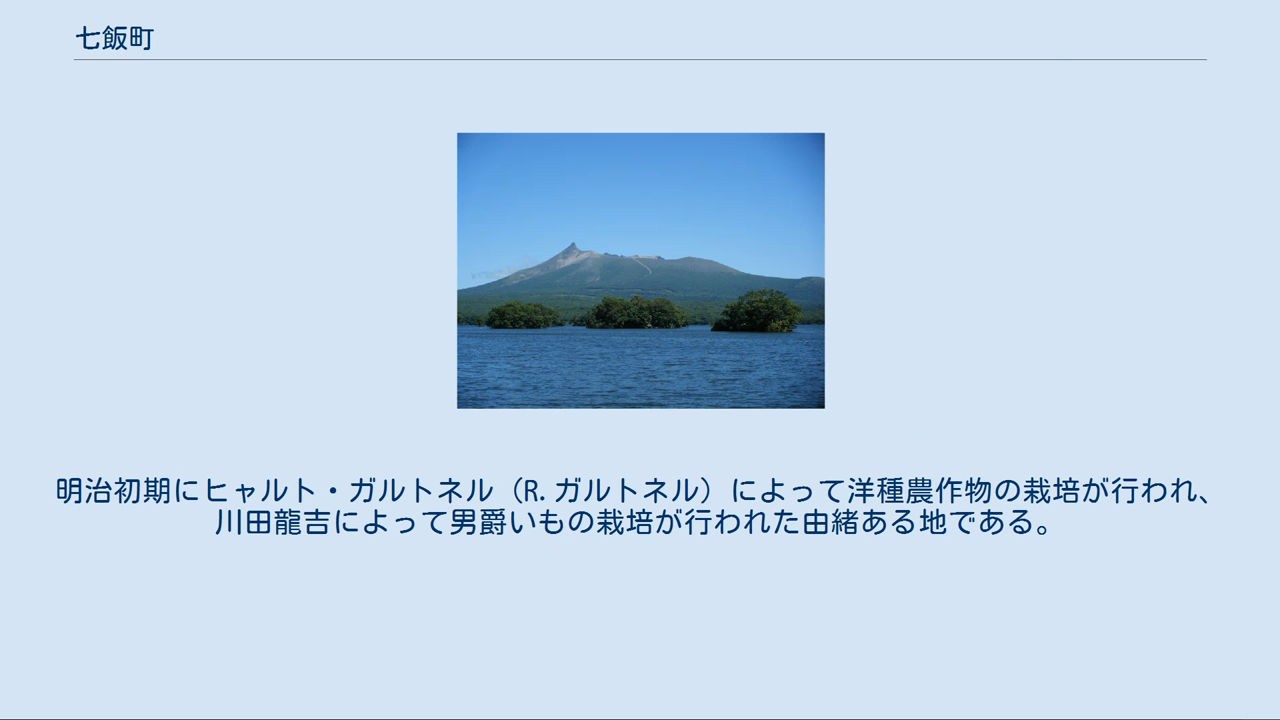 七飯町
明治初期にヒャルト・ガルトネル（R. ガルトネル）によって洋種農作物の栽培が行われ、
川田龍吉によって男爵いもの栽培が行われた由緒ある地である。